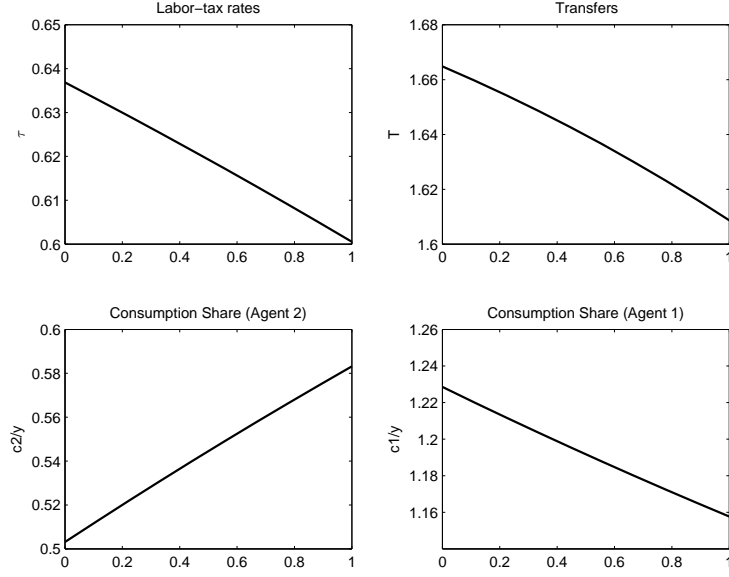 Labor−tax rates
0.65
0.64
0.63
0.62
0.61
0.6
τ
0 0.2 0.4 0.6 0.8 1
Transfers
1.68
1.66
1.64
1.62
1.6
T
0 0.2 0.4 0.6 0.8 1
Consumption Share (Agent 2)
0.6
0.58
0.56
0.54
0.52
0.5
c2/y
0 0.2 0.4 0.6 0.8 1
Consumption Share (Agent 1)
1.26
1.24
1.22
1.2
1.18
1.16
c1/y
0 0.2 0.4 0.6 0.8 1